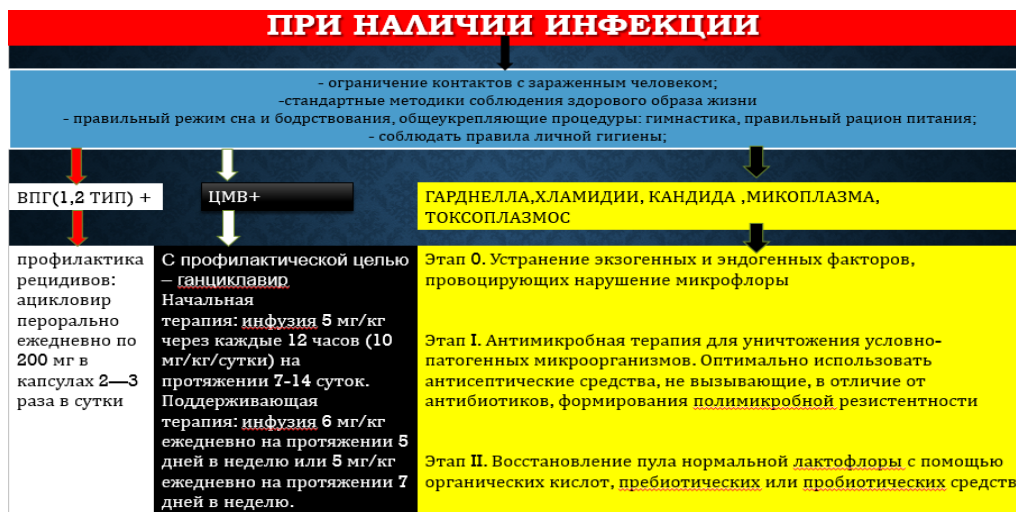 ПРИ НАЛИЧИИ ИНФЕКЦИИ
- ограничение контактов с зараженным человеком;
-стандартные методики соблюдения здорового образа жизни
- правильный режим сна и бодрствования, общеукрепляющие процедуры: гимнастика, правильный рацион питания;
- соблюдать правила личной гигиены;
ВПГ(1,2 ТИП) +
ЦМВ+
ГАРДНЕЛЛА,ХЛАМИДИИ, КАНДИДА ,МИКОПЛАЗМА,
ТОКСОПЛАЗМОС
профилактика
рецидивов:
ацикловир
перорально
ежедневно по
200 мг в
капсулах 2—3
раза в сутки
С профилактической целью
– ганциклавир
Начальная
терапия: инфузия 5 мг/кг
через каждые 12 часов (10
мг/кг/сутки) на
протяжении 7-14 суток.
Поддерживающая
терапия: инфузия 6 мг/кг
ежедневно на протяжении 5
дней в неделю или 5 мг/кг
ежедневно на протяжении 7
дней в неделю.
Этап 0. Устранение экзогенных и эндогенных факторов,
провоцирующих нарушение микрофлоры
Этап I. Антимикробная терапия для уничтожения условно-
патогенных микроорганизмов. Оптимально использовать
антисептические средства, не вызывающие, в отличие от
антибиотиков, формирования полимикробной резистентности
Этап II. Восстановление пула нормальной лактофлоры с помощью
органических кислот, пребиотических или пробиотических средств